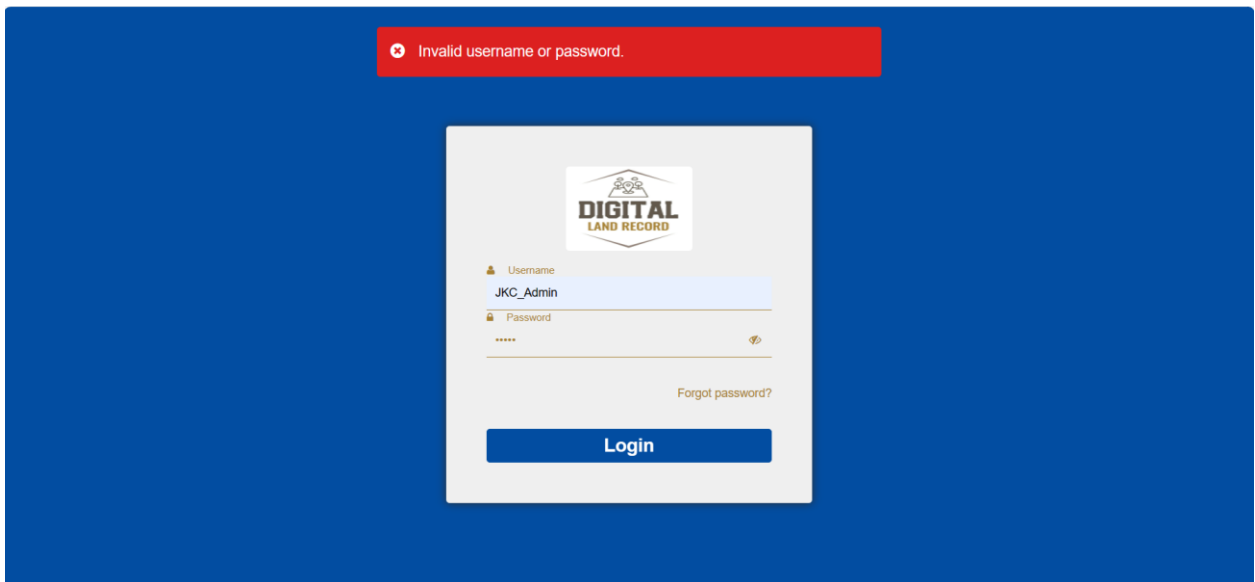 Invalid username or password.
DIGITAL
LAND RECORD
Username
JKC_Admin
Password
•••••
Forgot password?
Login